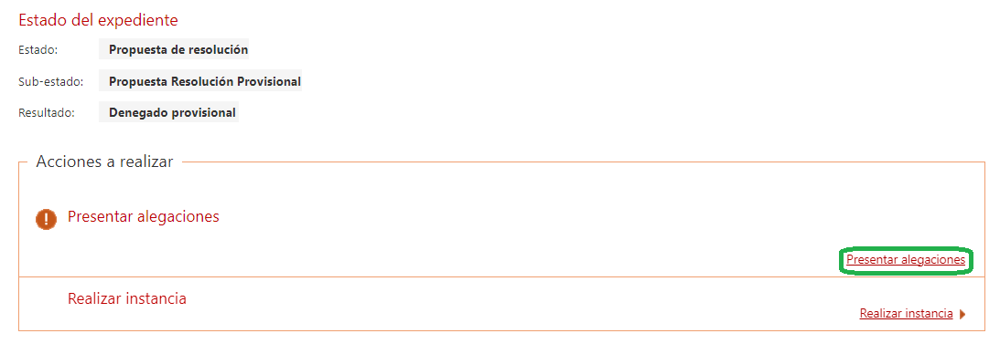 Estado del expediente
Estado: Propuesta de resolución
Sub-estado: Propuesta Resolución Provisional
Resultado: Denegado provisional
Acciones a realizar
Presentar alegaciones
Presentar alegaciones
Realizar instancia
Realizar instancia